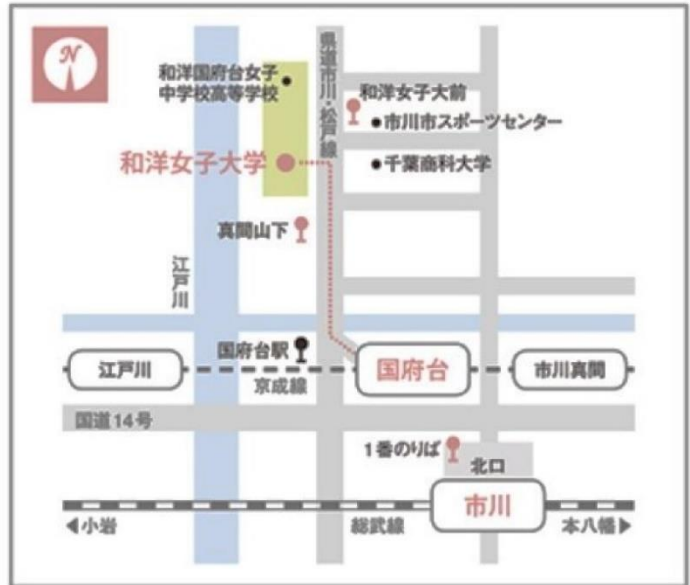 N
和洋国府台女子
中学校高等学校
県道市川・松戸線
和洋女子大前
市川市スポーツセンター
和洋女子大学
千葉商科大学
真間山下
江戸川
国府台駅
江戸川
京成線
国府台
市川真間
国道14号
1番のりば
北口
市川
◀小岩
総武線
本八幡▶